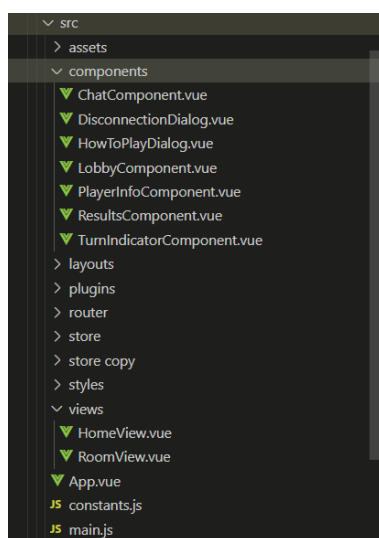 src
assets
components
ChatComponent.vue
DisconnectionDialog.vue
HowToPlayDialog.vue
LobbyComponent.vue
PlayerInfoComponent.vue
ResultsComponent.vue
TurnIndicatorComponent.vue
layouts
plugins
router
store
store copy
styles
views
HomeView.vue
RoomView.vue
App.vue
JS constants.js
JS main.js